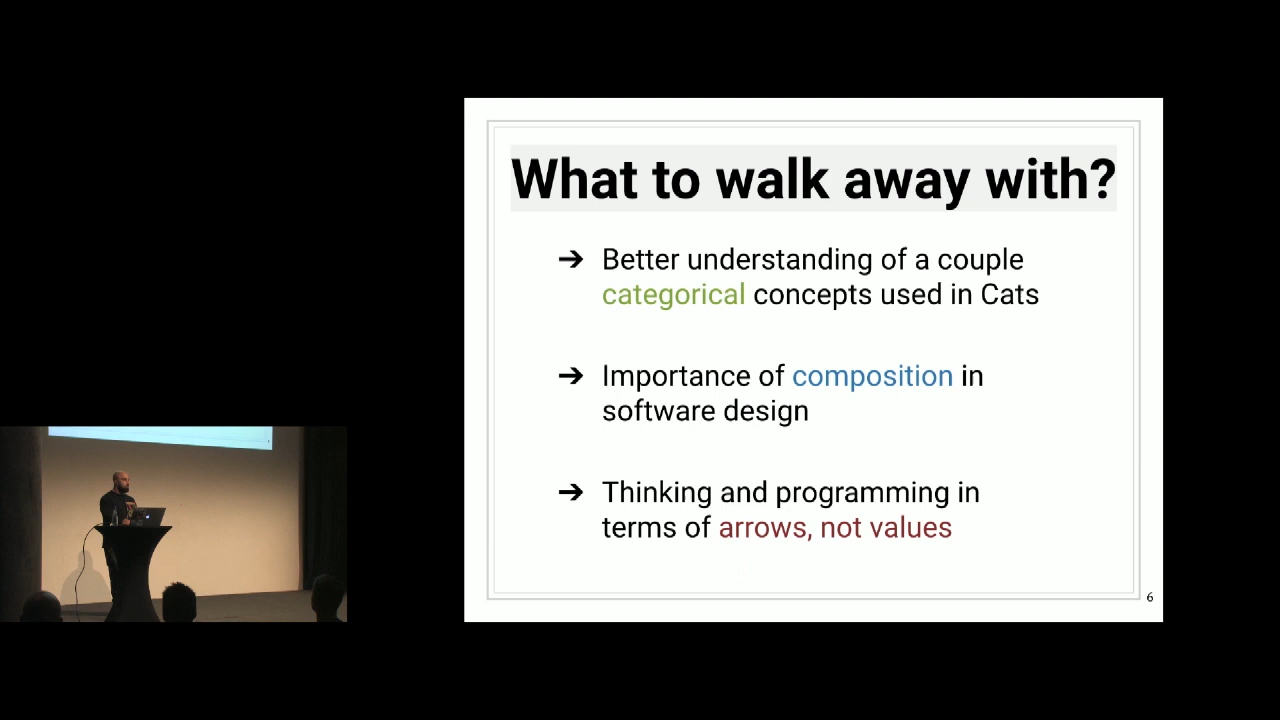 What to walk away with?
➔ Better understanding of a couple
categorical concepts used in Cats
➔ Importance of composition in
software design
➔ Thinking and programming in
terms of arrows, not values
6